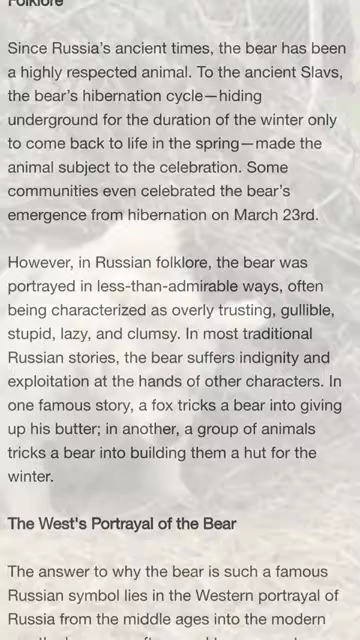 Folklore
Since Russia's ancient times, the bear has been
a highly respected animal. To the ancient Slavs,
the bear's hibernation cycle—hiding
underground for the duration of the winter only
to come back to life in the spring—made the
animal subject to the celebration. Some
communities even celebrated the bear's
emergence from hibernation on March 23rd.
However, in Russian folklore, the bear was
portrayed in less-than-admirable ways, often
being characterized as overly trusting, gullible,
stupid, lazy, and clumsy. In most traditional
Russian stories, the bear suffers indignity and
exploitation at the hands of other characters. In
one famous story, a fox tricks a bear into giving
up his butter; in another, a group of animals
tricks a bear into building them a hut for the
winter.
The West's Portrayal of the Bear
The answer to why the bear is such a famous
Russian symbol lies in the Western portrayal of
Russia from the middle ages into the modern